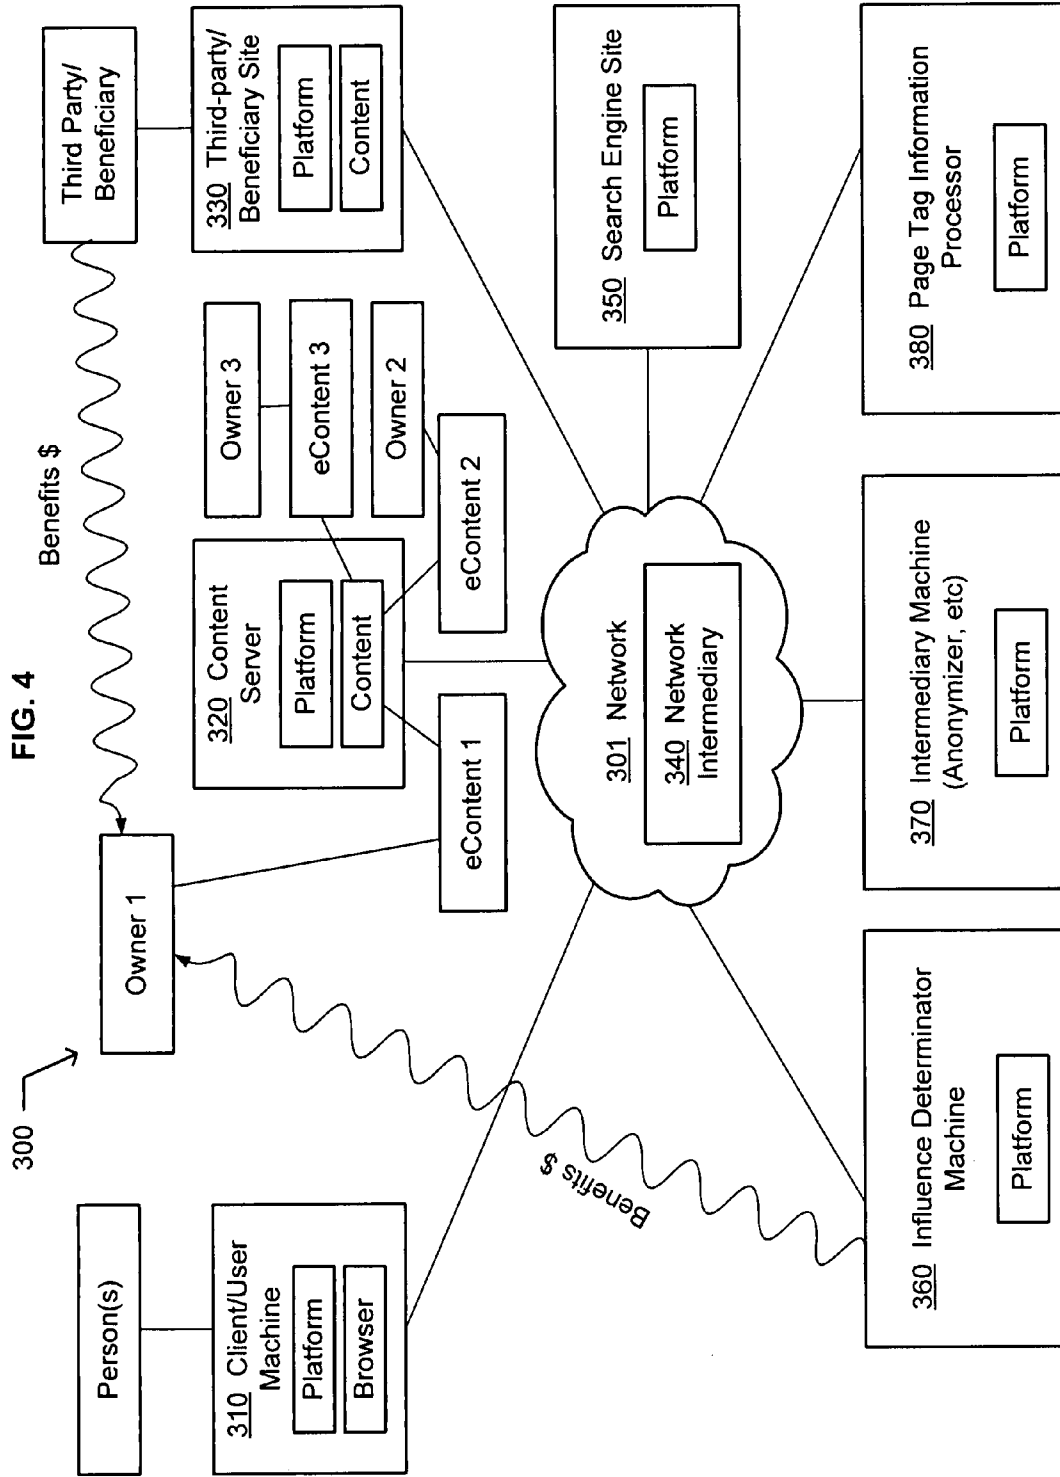 FIG. 4
300
Benefits $
Person(s)
Owner 1
Third Party/
Beneficiary
310 Client/User
Machine
Platform
Browser
320 Content
Server
Platform
Content
Owner 3
eContent 3
Owner 2
eContent 2
eContent 1
330 Third-party/
Beneficiary Site
Platform
Content
Benefits $
301 Network
340 Network
Intermediary
350 Search Engine Site
Platform
360 Influence Determinator
Machine
Platform
370 Intermediary Machine
(Anonymizer, etc)
Platform
380 Page Tag Information
Processor
Platform